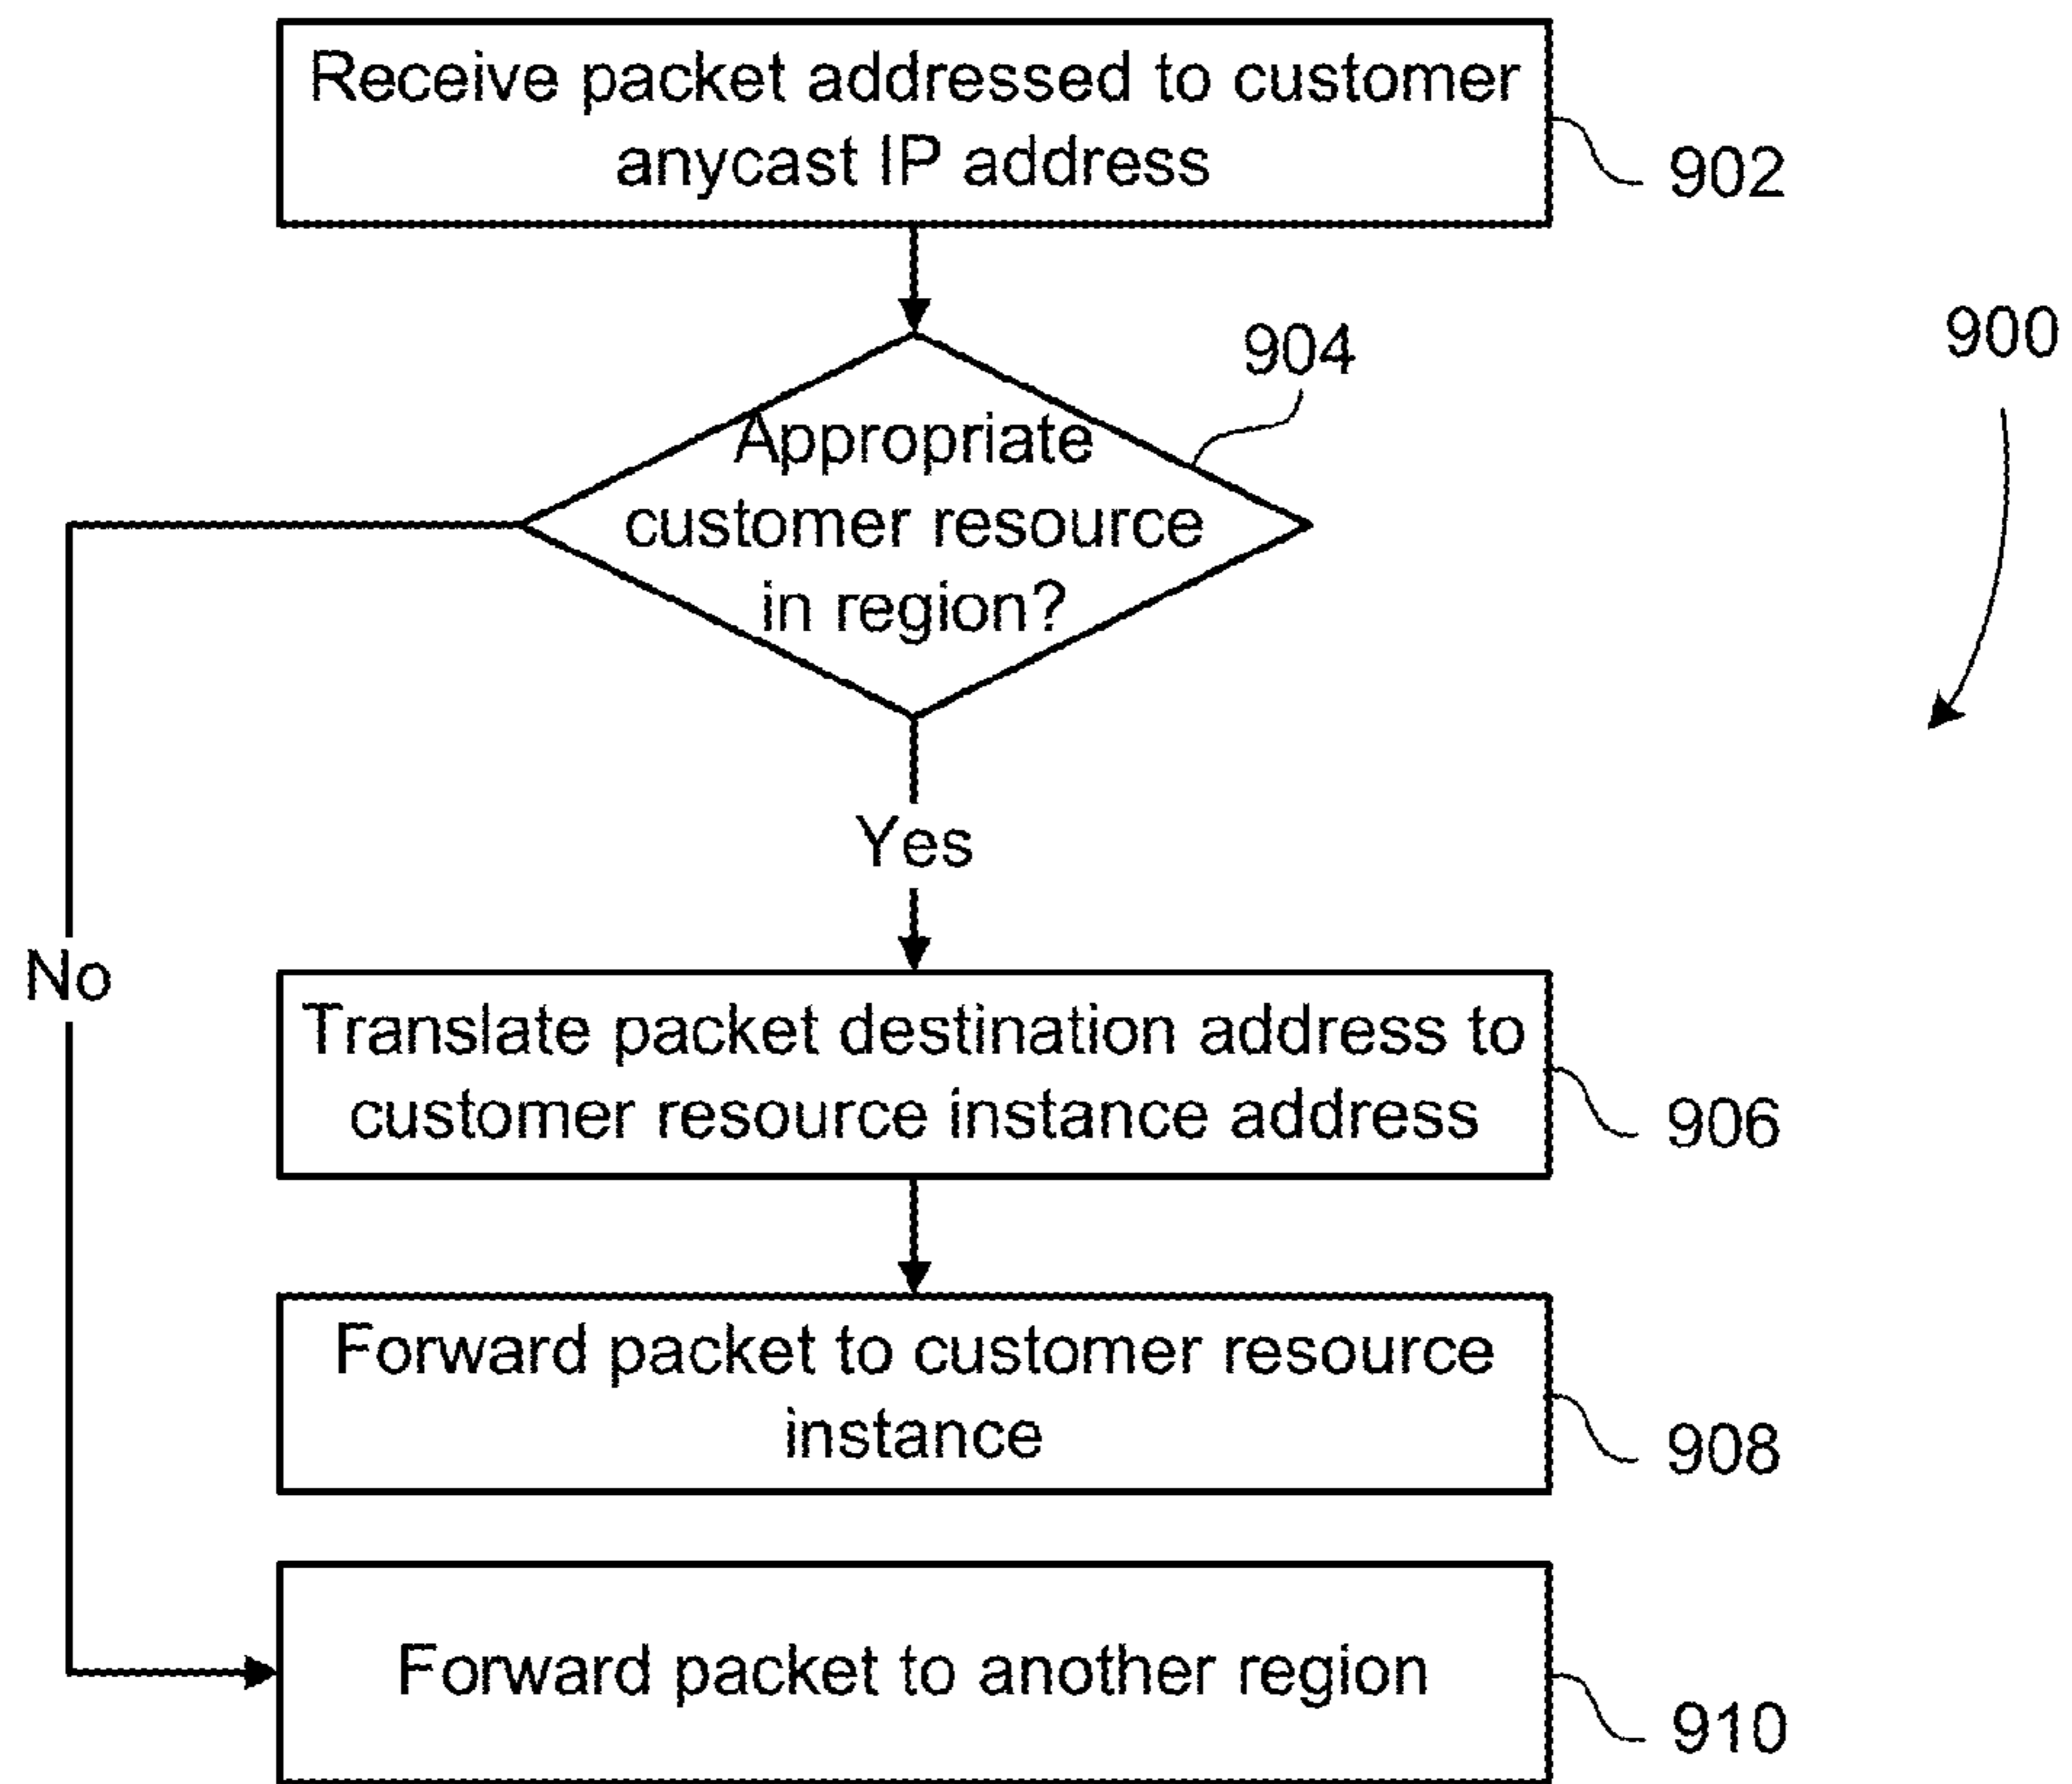 Receive packet addressed to customer
anycast IP address
902
904
900
Appropriate
customer resource
in region?
Yes
No
Translate packet destination address to
customer resource instance address
906
Forward packet to customer resource
instance
908
Forward packet to another region
910